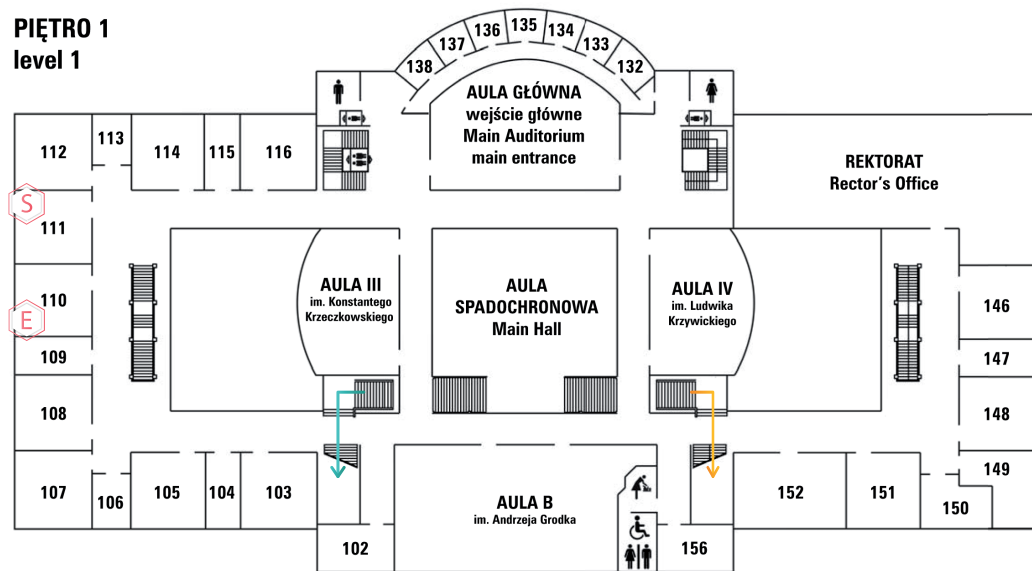 PIĘTRO 1
level 1
138
137
136
135
134
133
132
AULA GŁÓWNA
wejście główne
Main Auditorium
main entrance
112
113
114
115
116
REKTORAT
Rector's Office
S
111
110
E
109
108
107
106
105
104
103
102
AULA III
im. Konstantego
Krzeczkowskiego
AULA
SPADOCHRONOWA
Main Hall
AULA IV
im. Ludwika
Krzywickiego
146
147
148
149
150
151
152
156
AULA B
im. Andrzeja Grodka